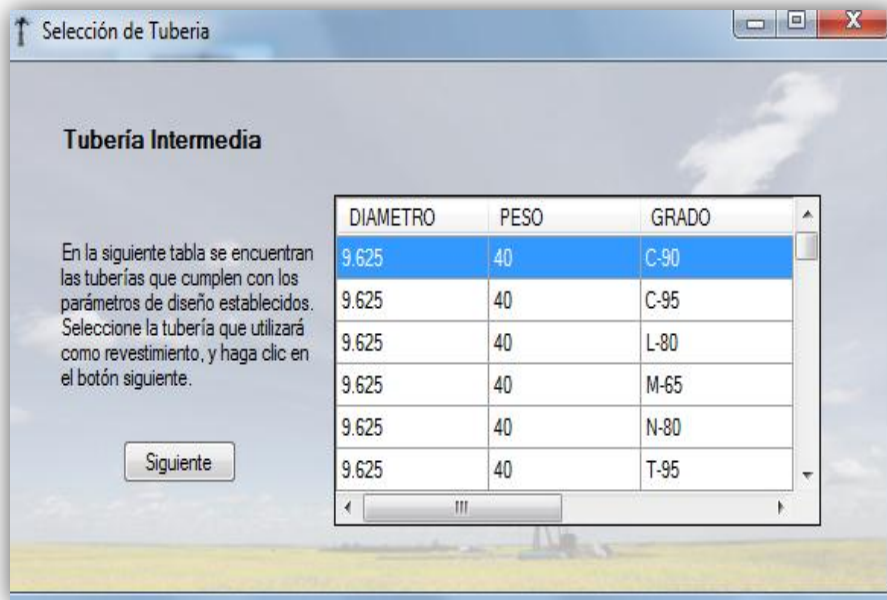 Selección de Tuberia
Tubería Intermedia
En la siguiente tabla se encuentran
las tuberías que cumplen con los
parámetros de diseño establecidos.
Seleccione la tubería que utilizará
como revestimiento, y haga clic en
el botón siguiente.
Siguiente
DIAMETRO PESO GRADO
9.625 40 C-90
9.625 40 C-95
9.625 40 L-80
9.625 40 M-65
9.625 40 N-80
9.625 40 T-95